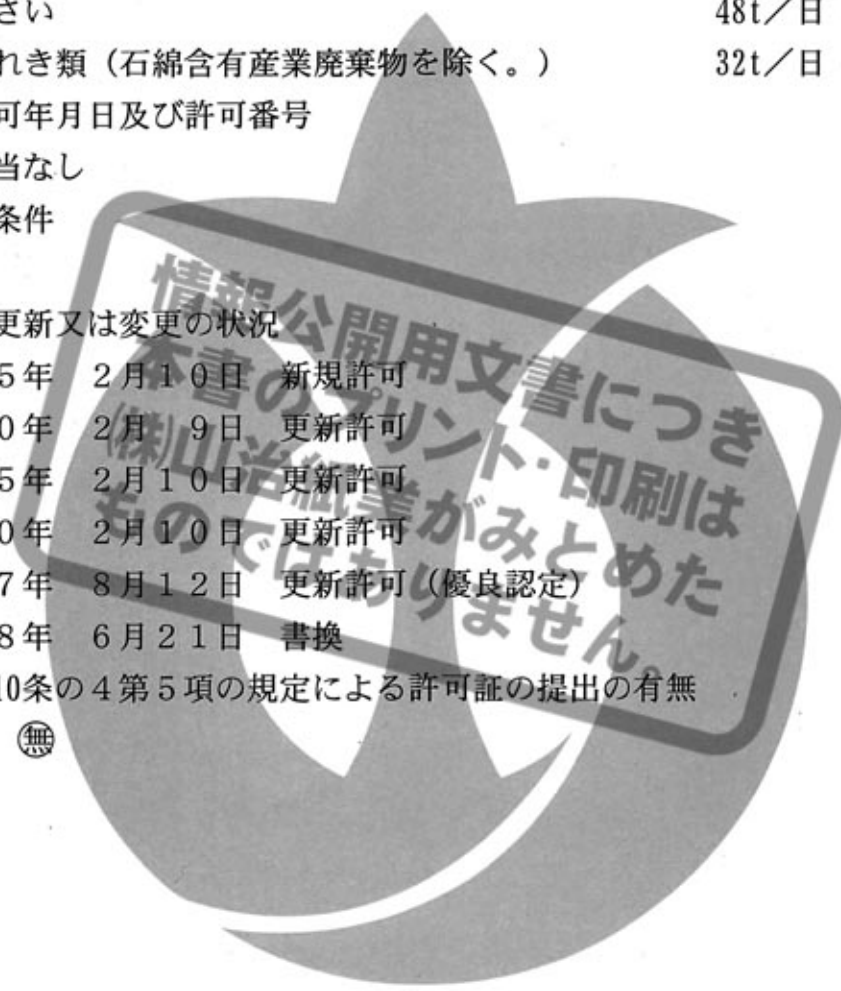 さい 48t／日
れき類（石綿含有産業廃棄物を除く。） 32t／日
可年月日及び許可番号
当なし
条件
更新又は変更の状況
5年 2月10日 新規許可
0年 2月 9日 更新許可
5年 2月10日 更新許可
0年 2月10日 更新許可
7年 8月12日 更新許可（優良認定）
8年 6月21日 書換
10条の4第5項の規定による許可証の提出の有無
㊇
情報公開用文書につき
本書のプリント・印刷は
㈱山治紙業がみとめた
ものではありません。